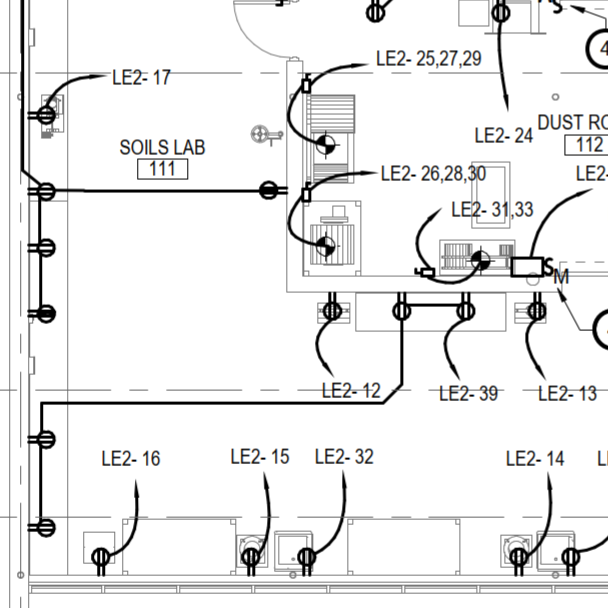 4
LE2- 25,27,29
LE2- 17
LE2- 24
DUST RO
SOILS LAB
112
111
LE2- 26,28,30
LE2-
LE2- 31,33
S
M
LE2- 12
LE2- 39
LE2- 13
LE2- 16
LE2- 15
LE2- 32
LE2- 14